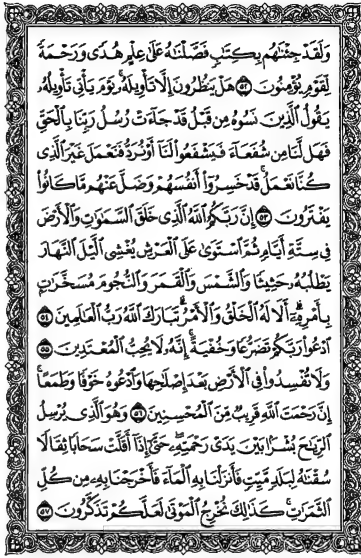 وَلَقَدْ جِئْنَٰهُم بِكِتَٰبٍ فَصَّلْنَٰهُ عَلَىٰ عِلْمٍ هُدًى وَرَحْمَةً
لِّقَوْمٍ يُؤْمِنُونَ ٥٢ هَلْ يَنظُرُونَ إِلَّا تَأْوِيلَهُۥ يَوْمَ يَأْتِى تَأْوِيلُهُۥ
يَقُولُ ٱلَّذِينَ نَسُوهُ مِن قَبْلُ قَدْ جَآءَتْ رُسُلُ رَبِّنَا بِٱلْحَقِّ
فَهَل لَّنَا مِن شُفَعَآءَ فَيَشْفَعُوا۟ لَنَآ أَوْ نُرَدُّ فَنَعْمَلَ غَيْرَ ٱلَّذِى
كُنَّا نَعْمَلُ قَدْ خَسِرُوٓا۟ أَنفُسَهُمْ وَضَلَّ عَنْهُم مَّا كَانُوا۟
يَفْتَرُونَ ٥٣ إِنَّ رَبَّكُمُ ٱللَّهُ ٱلَّذِى خَلَقَ ٱلسَّمَٰوَٰتِ وَٱلْأَرْضَ
فِى سِتَّةِ أَيَّامٍ ثُمَّ ٱسْتَوَىٰ عَلَى ٱلْعَرْشِ يُغْشِى ٱلَّيْلَ ٱلنَّهَارَ
يَطْلُبُهُۥ حَثِيثًا وَٱلشَّمْسَ وَٱلْقَمَرَ وَٱلنُّجُومَ مُسَخَّرَٰتٍۭ
بِأَمْرِهِۦٓ أَلَا لَهُ ٱلْخَلْقُ وَٱلْأَمْرُ تَبَارَكَ ٱللَّهُ رَبُّ ٱلْعَٰلَمِينَ ٥٤
ٱدْعُوا۟ رَبَّكُمْ تَضَرُّعًا وَخُفْيَةً إِنَّهُۥ لَا يُحِبُّ ٱلْمُعْتَدِينَ ٥٥
وَلَا تُفْسِدُوا۟ فِى ٱلْأَرْضِ بَعْدَ إِصْلَٰحِهَا وَٱدْعُوهُ خَوْفًا وَطَمَعًا
إِنَّ رَحْمَتَ ٱللَّهِ قَرِيبٌ مِّنَ ٱلْمُحْسِنِينَ ٥٦ وَهُوَ ٱلَّذِى يُرْسِلُ
ٱلرِّيَٰحَ بُشْرًۢا بَيْنَ يَدَىْ رَحْمَتِهِۦ حَتَّىٰٓ إِذَآ أَقَلَّتْ سَحَابًا ثِقَالًا
سُقْنَٰهُ لِبَلَدٍ مَّيِّتٍ فَأَنزَلْنَا بِهِ ٱلْمَآءَ فَأَخْرَجْنَا بِهِۦ مِن كُلِّ
ٱلثَّمَرَٰتِ كَذَٰلِكَ نُخْرِجُ ٱلْمَوْتَىٰ لَعَلَّكُمْ تَذَكَّرُونَ ٥٧